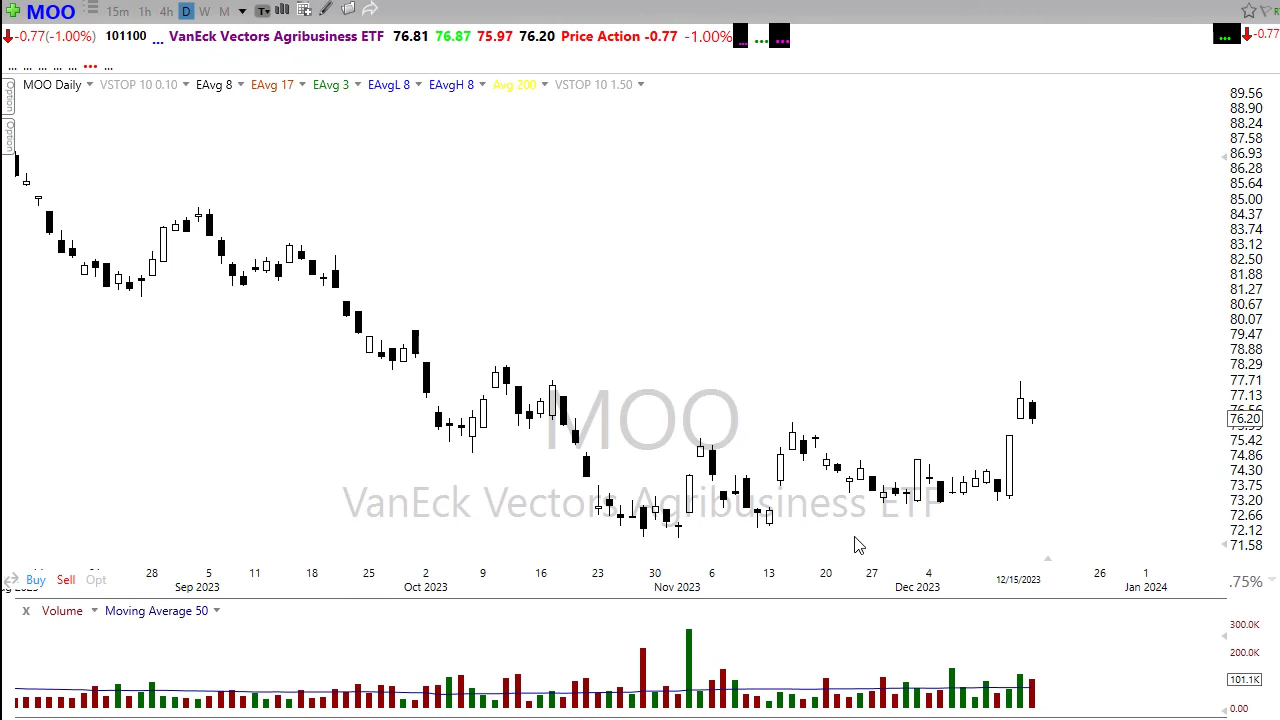 MOO 15m 1h 4h D W M T
-0.77(-1.00%) 101100 ... VanEck Vectors Agribusiness ETF 76.81 76.87 75.97 76.20 Price Action -0.77 -1.00% ... ... ... ... -0.77
... ... ... ... ... ... ...
MOO Daily VSTOP 10 0.10 EAvg 8 EAvg 17 EAvg 3 EAvgL 8 EAvgH 8 Avg 200 VSTOP 10 1.50
Option
Option
89.56
88.90
88.24
87.58
86.93
86.28
85.64
85.00
84.37
83.74
83.12
82.50
81.88
81.27
80.67
80.07
79.47
78.88
78.29
77.71
77.13
76.20
75.42
74.86
74.30
73.75
73.20
72.66
72.12
71.58
MOO
VanEck Vectors Agribusiness ETF
28 5 11 18 25 2 9 16 23 30 6 13 20 27 4 26 1
Buy Sell Opt .75%
Sep 2023 Oct 2023 Nov 2023 Dec 2023 12/15/2023 Jan 2024
X Volume Moving Average 50
300.0K
200.0K
101.1K
0.00